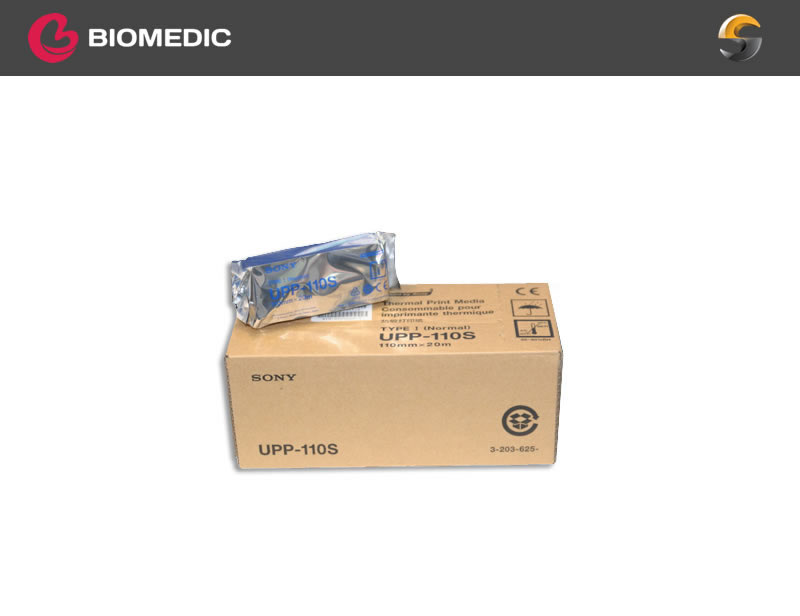 BIOMEDIC
SONY
UPP-110S
Thermal Print Media
Consommable pour
imprimante thermique
TYPE I (Normal)
UPP-110S
110mm×20m
CE
SONY
UPP-110S
3-203-625-